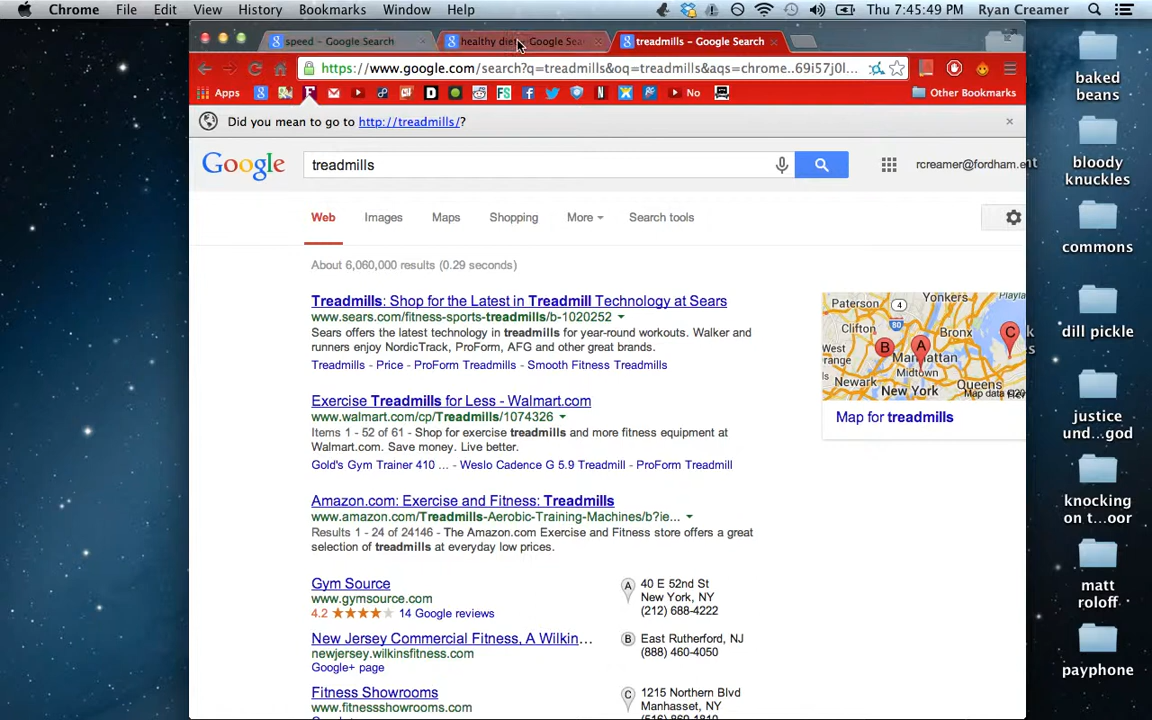 Chrome File Edit View History Bookmarks Window Help Thu 7:45:49 PM Ryan Creamer
speed - Google Search
healthy die Google Sea
treadmills - Google Search
https://www.google.com/search?q=treadmills&oq=treadmills&aqs=chrome..69i57j0l...
Apps No Other Bookmarks
Did you mean to go to http://treadmills/?
Google treadmills rcreamer@fordham.e
Web Images Maps Shopping More Search tools
About 6,060,000 results (0.29 seconds)
Treadmills: Shop for the Latest in Treadmill Technology at Sears
www.sears.com/fitness-sports-treadmills/b-1020252
Sears offers the latest technology in treadmills for year-round workouts. Walker and
runners enjoy NordicTrack, ProForm, AFG and other great brands.
Treadmills - Price - ProForm Treadmills - Smooth Fitness Treadmills
Exercise Treadmills for Less - Walmart.com
www.walmart.com/cp/Treadmills/1074326
Items 1 - 52 of 61 - Shop for exercise treadmills and more fitness equipment at
Walmart.com. Save money. Live better.
Gold's Gym Trainer 410 ... - Weslo Cadence G 5.9 Treadmill - ProForm Treadmill
Amazon.com: Exercise and Fitness: Treadmills
www.amazon.com/Treadmills-Aerobic-Training-Machines/b?ie...
Results 1 - 24 of 24146 - The Amazon.com Exercise and Fitness store offers a great
selection of treadmills at everyday low prices.
Gym Source
www.gymsource.com
4.2 14 Google reviews
A
40 E 52nd St
New York, NY
(212) 688-4222
New Jersey Commercial Fitness, A Wilkin...
newjersey.wilkinsfitness.com
Google+ page
B
East Rutherford, NJ
(888) 460-4050
Fitness Showrooms
www.fitnessshowrooms.com
C
1215 Northern Blvd
Manhasset, NY
(516) 869-1810
Paterson
4
Yonkers
Clifton
80
Bronx
C
B
A
Manhattan
Midtown
Orange
Queens
Newark
New York
Map data ©20
Map for treadmills
baked
beans
bloody
knuckles
commons
dill pickle
justice
und...god
knocking
on t...oor
matt
roloff
payphone